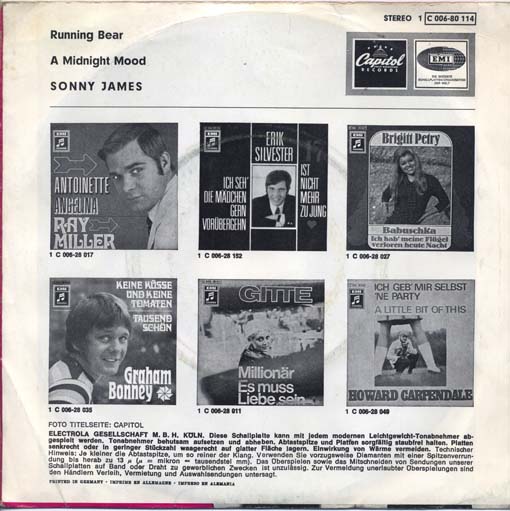 STEREO 1 C 006-80 114
Running Bear
A Midnight Mood
SONNY JAMES
Capitol
RECORDS
EMI
EMI
ANTOINETTE
ANGELINA
RAY
MILLER
1 C 006-28 017
ERIK
SILVESTER
ICH SEH'
DIE MÄDCHEN
GERN
VORÜBERGEHN
IST
NICHT
MEHR
ZU JUNG
1 C 006-28 152
Brigitt Petry
Babuschka
Ich hab' meine Flügel
verloren heute Nacht
1 C 006-28 027
EMI
KEINE KÜSSE
UND KEINE
TOMATEN
TAUSEND
SCHÖN
Graham
Bonney
1 C 006-28 035
EMI
GITTE
Millionär
Es muss
Liebe sein
1 C 006-28 011
ICH GEB' MIR SELBST
'NE PARTY
A LITTLE BIT OF THIS
HOWARD CARPENDALE
1 C 006-28 049
FOTO TITELSEITE: CAPITOL
ELECTROLA GESELLSCHAFT M. B. H. KÖLN. Diese Schallplatte kann mit jedem modernen Leichtgewicht-Tonabnehmer ab-
gespielt werden. Tonabnehmer behutsam aufsetzen und abheben. Abtastspitze und Platten sorgfältig staubfrei halten. Platten
senkrecht oder in geringer Stückzahl waagerecht auf glatter Fläche lagern. Einwirkung von Wärme vermeiden. Technischer
Hinweis: Je kleiner die Abtastspitze, um so reiner der Klang. Verwenden Sie vorzugsweise Diamanten mit einer Spitzenverrun-
dung bis herab zu 13 µ (µ = mikron = tausendstel mm). Das Überspielen sowie das Mitschneiden von Sendungen unserer
Schallplatten auf Band oder Draht zu gewerblichen Zwecken ist unzulässig. Zur Vermeidung unerlaubter Überspielungen sind
den Händlern Verleih, Vermietung und Auswahlsendungen untersagt.
PRINTED IN GERMANY · IMPRIMÉ EN ALLEMAGNE · IMPRESO EN ALEMANIA